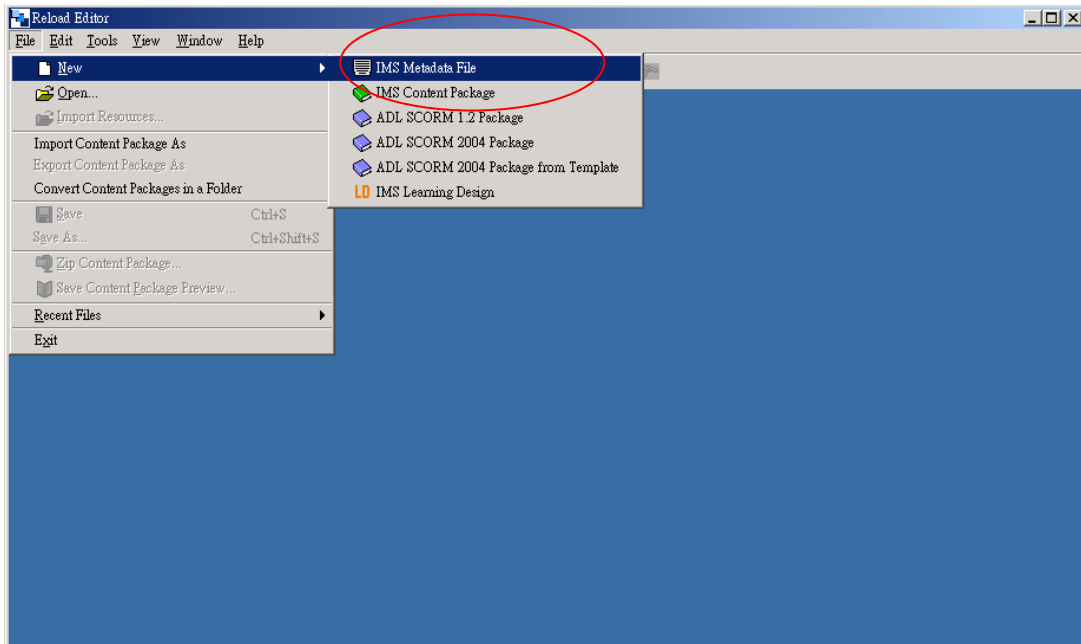 Reload Editor
File Edit Tools View Window Help
New
Open...
Import Resources...
Import Content Package As
Export Content Package As
Convert Content Packages in a Folder
Save Ctrl+S
Save As... Ctrl+Shift+S
Zip Content Package...
Save Content Package Preview...
Recent Files
Exit
IMS Metadata File
IMS Content Package
ADL SCORM 1.2 Package
ADL SCORM 2004 Package
ADL SCORM 2004 Package from Template
LD IMS Learning Design